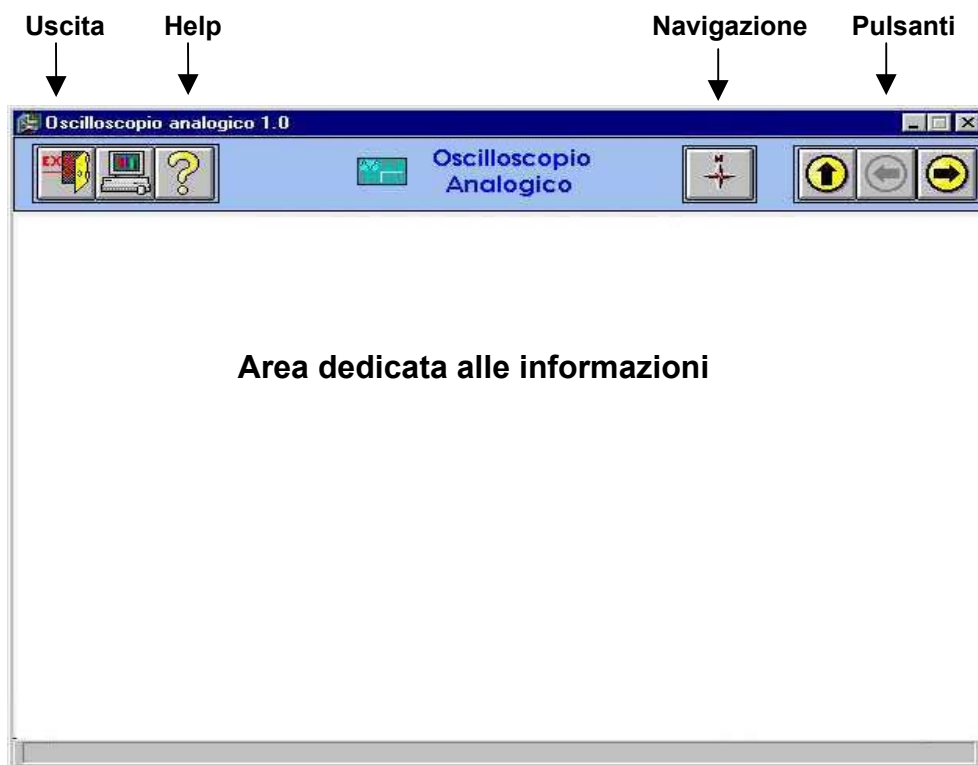 Uscita Help Navigazione Pulsanti
Oscilloscopio analogico 1.0
EX
Oscilloscopio
Analogico
N
Area dedicata alle informazioni